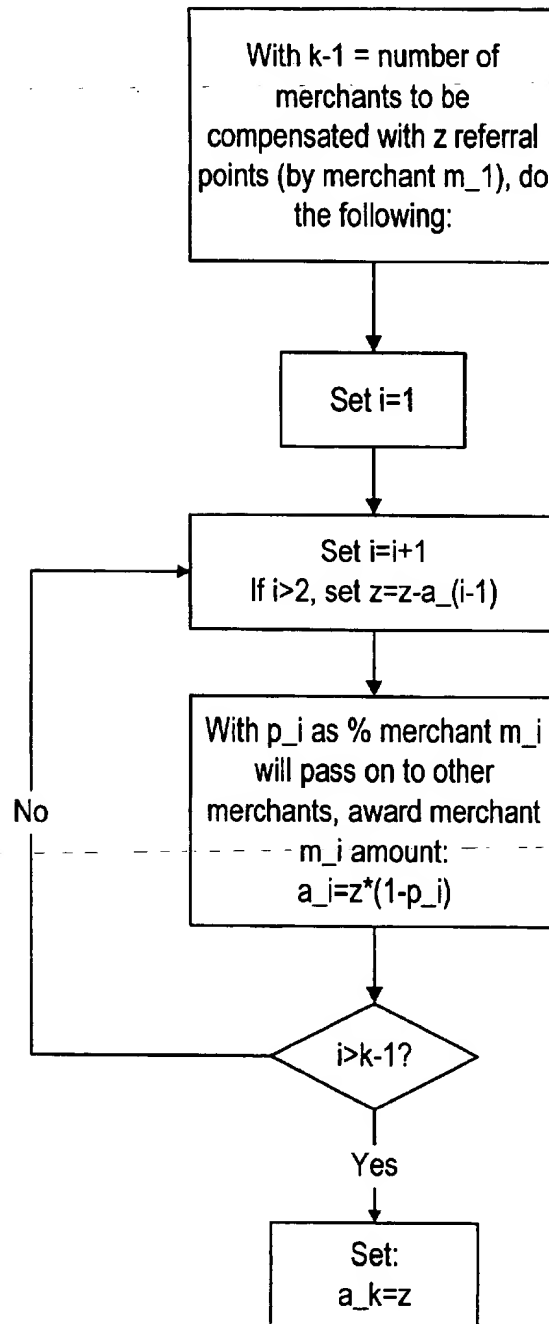 With k-1 = number of
merchants to be
compensated with z referral
points (by merchant m_1), do
the following:
Set i=1
Set i=i+1
If i>2, set z=z-a_(i-1)
With p_i as % merchant m_i
will pass on to other
merchants, award merchant
m_i amount:
a_i=z*(1-p_i)
No
i>k-1?
Yes
Set:
a_k=z